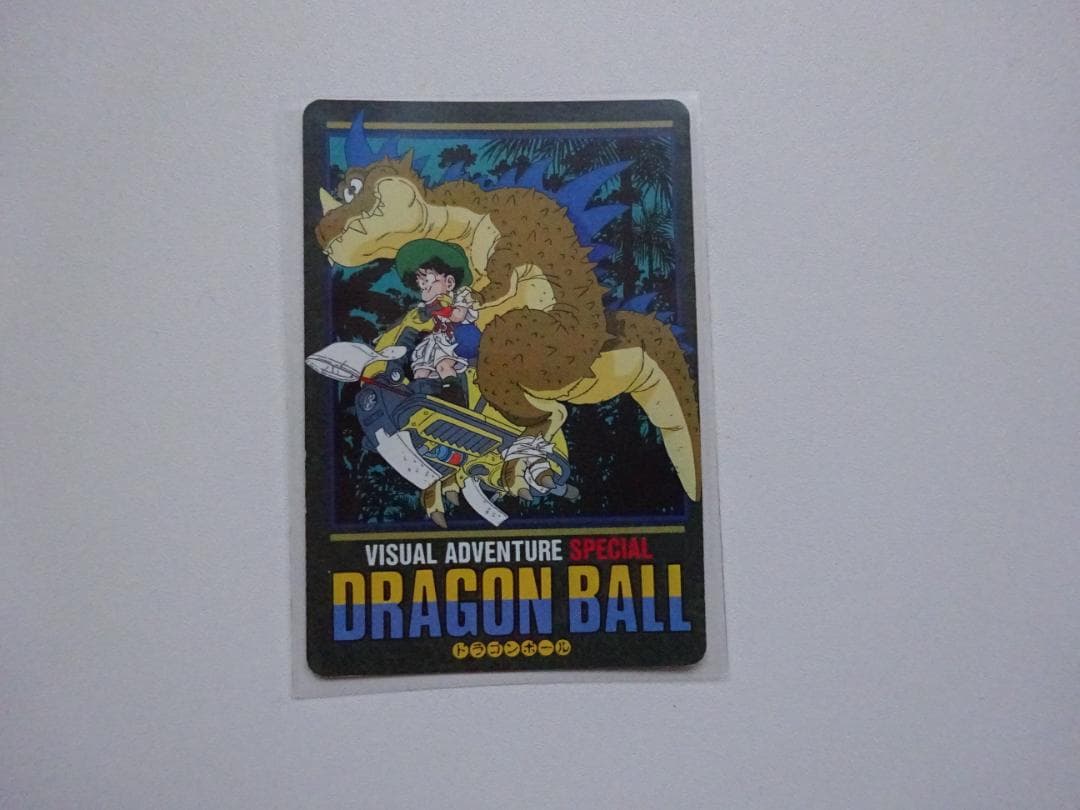 VISUAL ADVENTURE SPECIAL
DRAGON BALL
ドラゴンボール